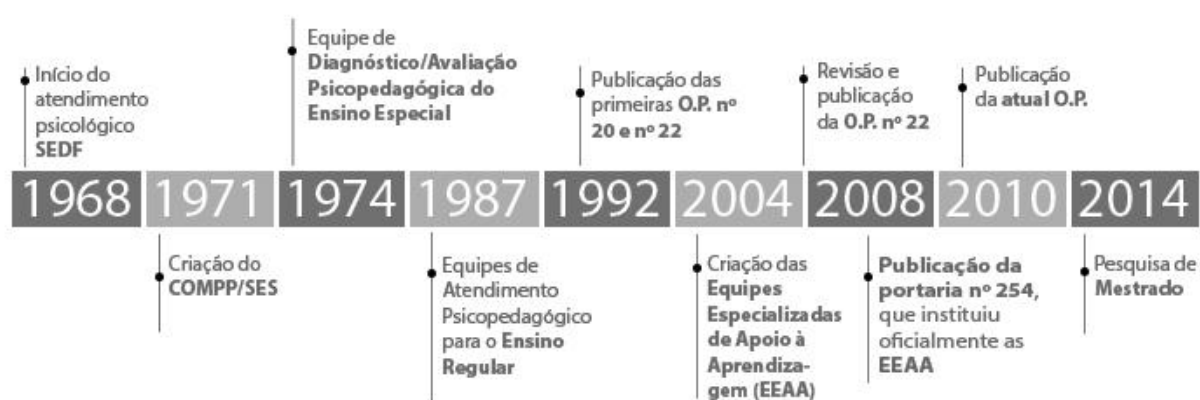 Início do
atendimento
psicológico
SEDF
Equipe de
Diagnóstico/Avaliação
Psicopedagógica do
Ensino Especial
Publicação das
primeiras O.P. nº
20 e nº 22
Revisão e
publicação
da O.P. nº 22
Publicação
da atual O.P.
1968 1971 1974 1987 1992 2004 2008 2010 2014
Criação do
COMPP/SES
Equipes de
Atendimento
Psicopedagógico
para o Ensino
Regular
Criação das
Equipes
Especializadas
de Apoio à
Aprendiza-
gem (EEAA)
Publicação da
portaria nº 254,
que instituiu
oficialmente as
EEAA
Pesquisa de
Mestrado